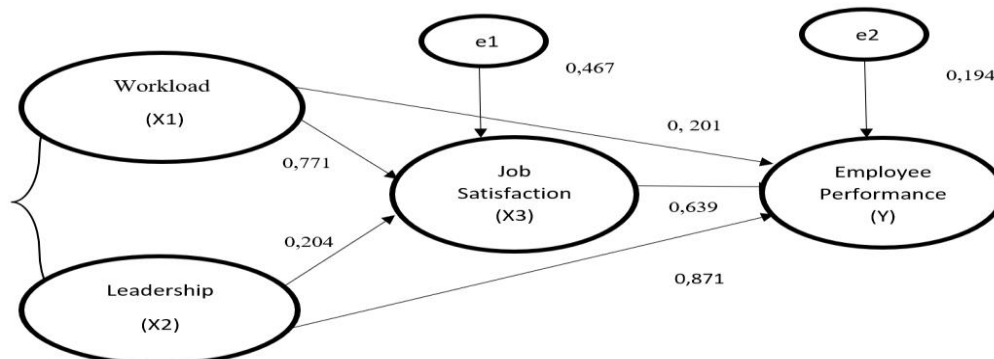 e1
e2
0,467
0,194
Workload
(X1)
0, 201
0,771
Job
Satisfaction
(X3)
Employee
Performance
(Y)
0,639
0,204
Leadership
(X2)
0,871